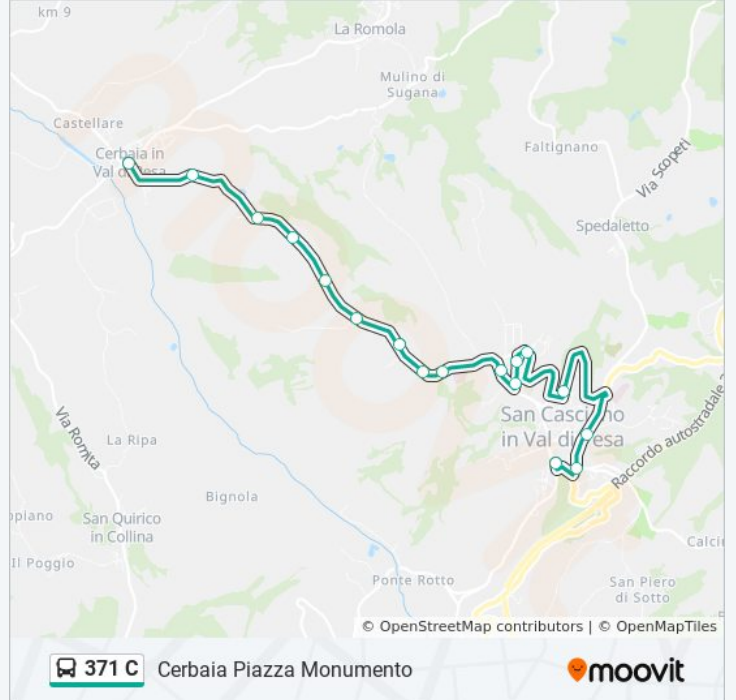 km 9
La Romola
Mulino di
Sugana
Castellare
Cerbaia in
Val di Pesa
Faltignano
Via Scopeti
Spedaletto
San Casciano
in Val di Pesa
Via Romita
La Ripa
Raccordo autostradale
Bignola
ppiano
San Quirico
in Collina
Il Poggio
Calci
Ponte Rotto
San Piero
di Sotto
© OpenStreetMap contributors | © OpenMapTiles
371 C Cerbaia Piazza Monumento
moovit